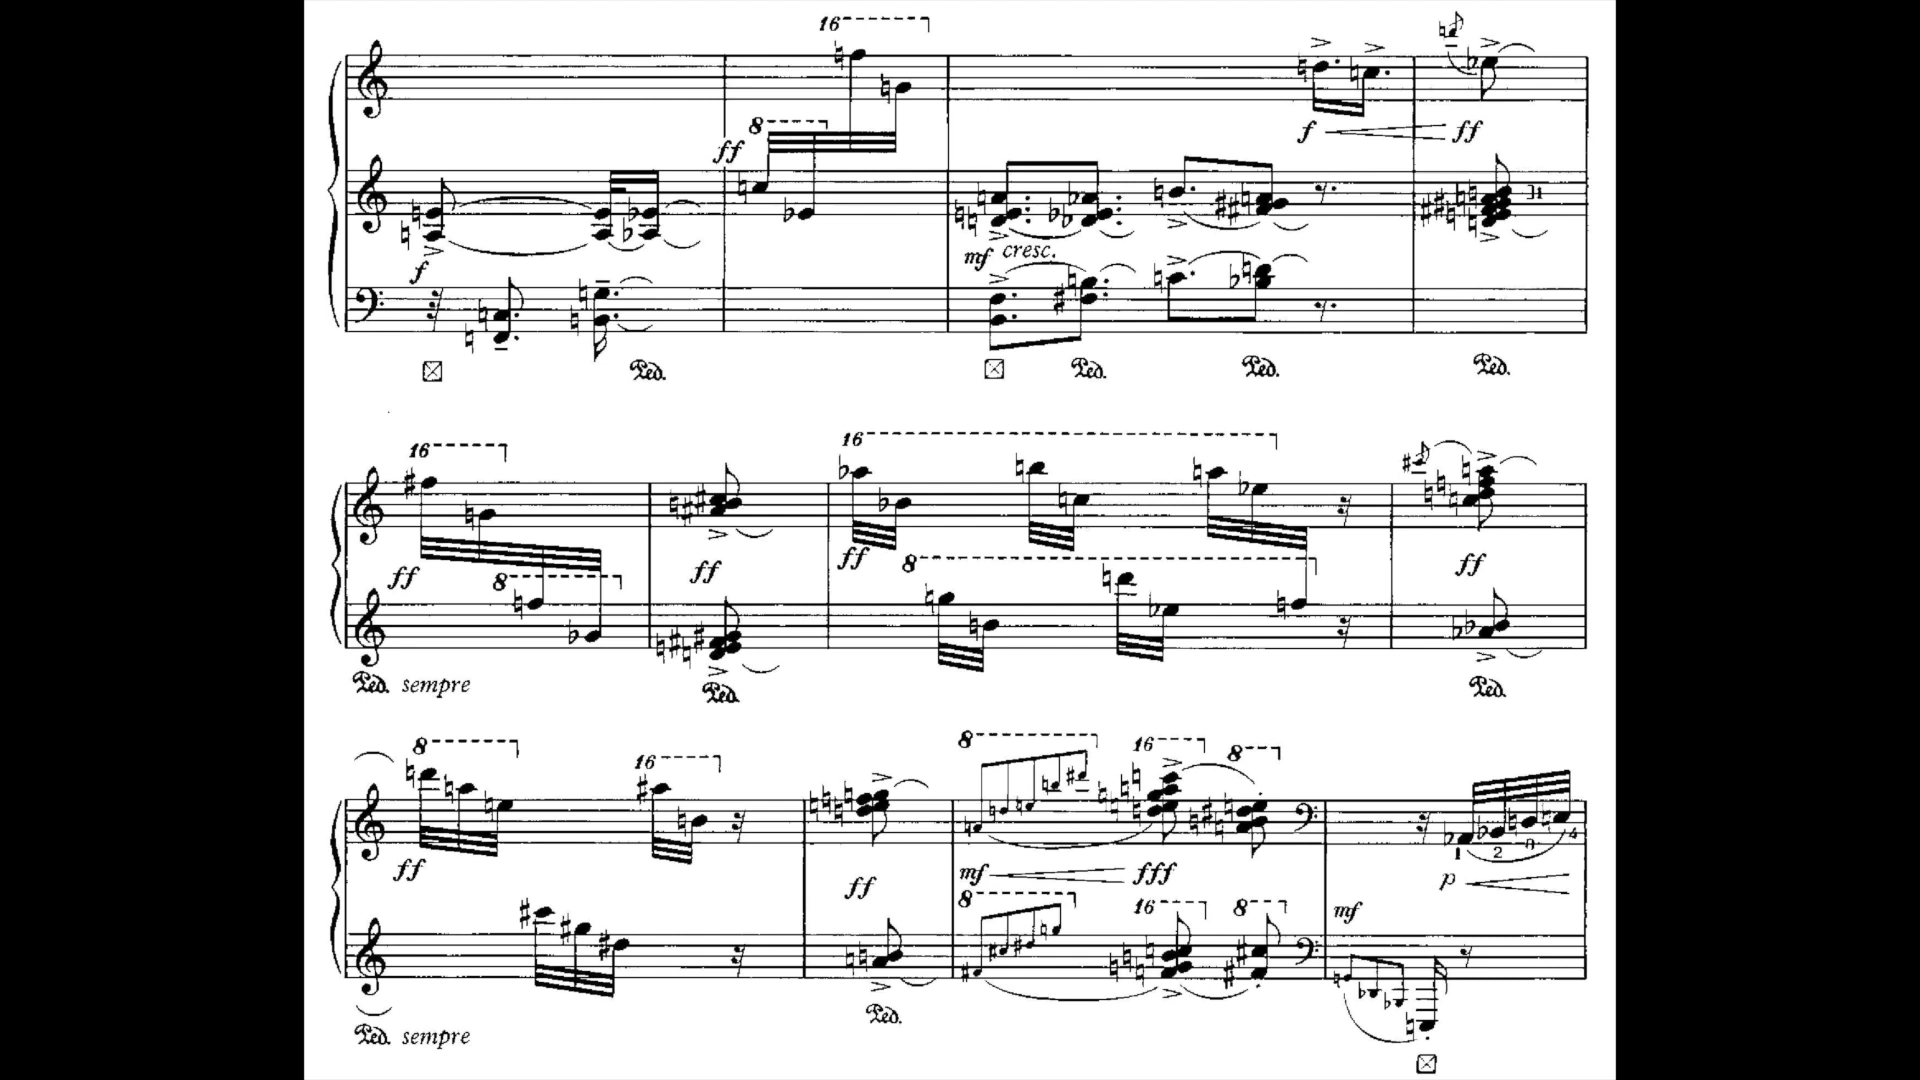 16
ff
8
f
ff
f
mf cresc.
Ped.
Ped.
Ped.
Ped.
16
16
ff
8
ff
ff
8
ff
Ped. sempre
Ped.
Ped.
8
16
8
16
8
ff
ff
mf
fff
1 2 3 4
p
8
16
8
mf
Ped. sempre
Ped.